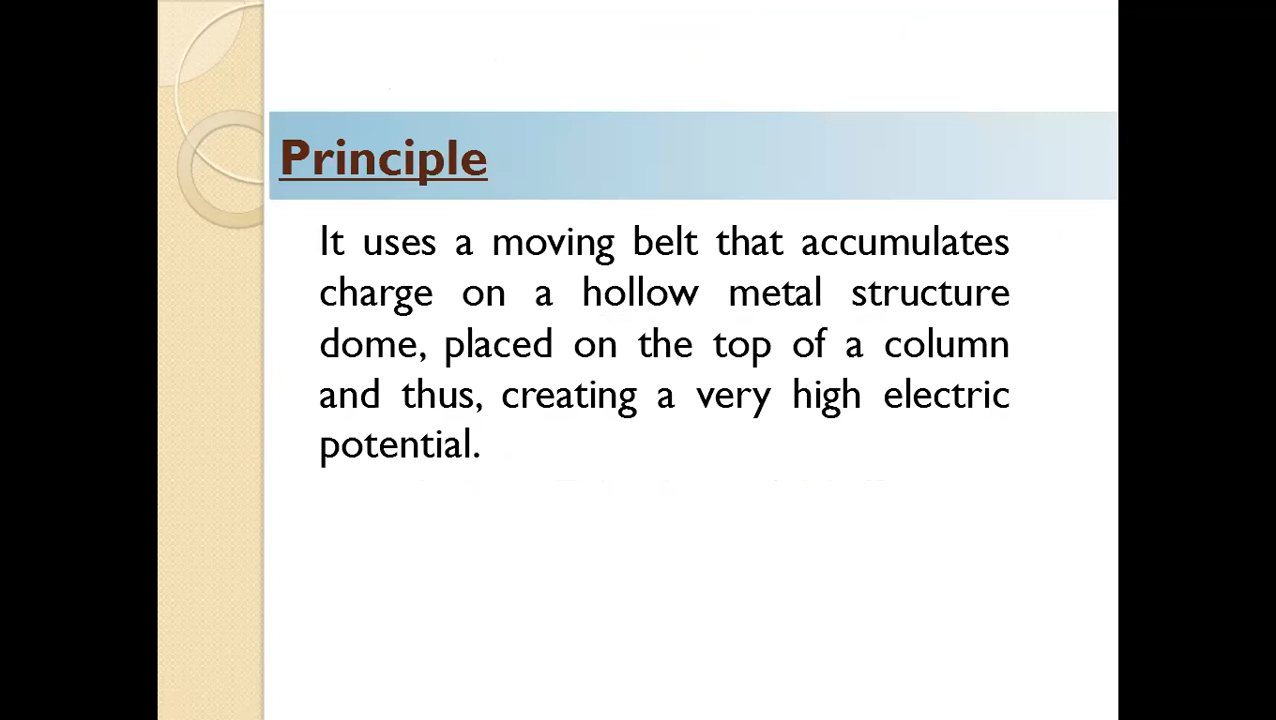 Principle
It uses a moving belt that accumulates
charge on a hollow metal structure
dome, placed on the top of a column
and thus, creating a very high electric
potential.